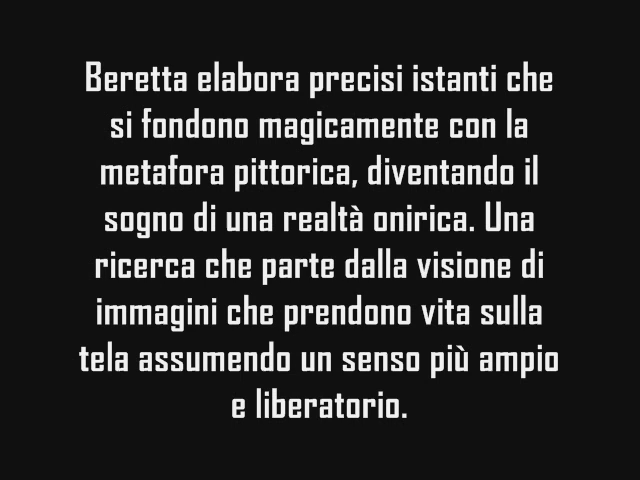 Beretta elabora precisi istanti che
si fondono magicamente con la
metafora pittorica, diventando il
sogno di una realtà onirica. Una
ricerca che parte dalla visione di
immagini che prendono vita sulla
tela assumendo un senso più ampio
e liberatorio.